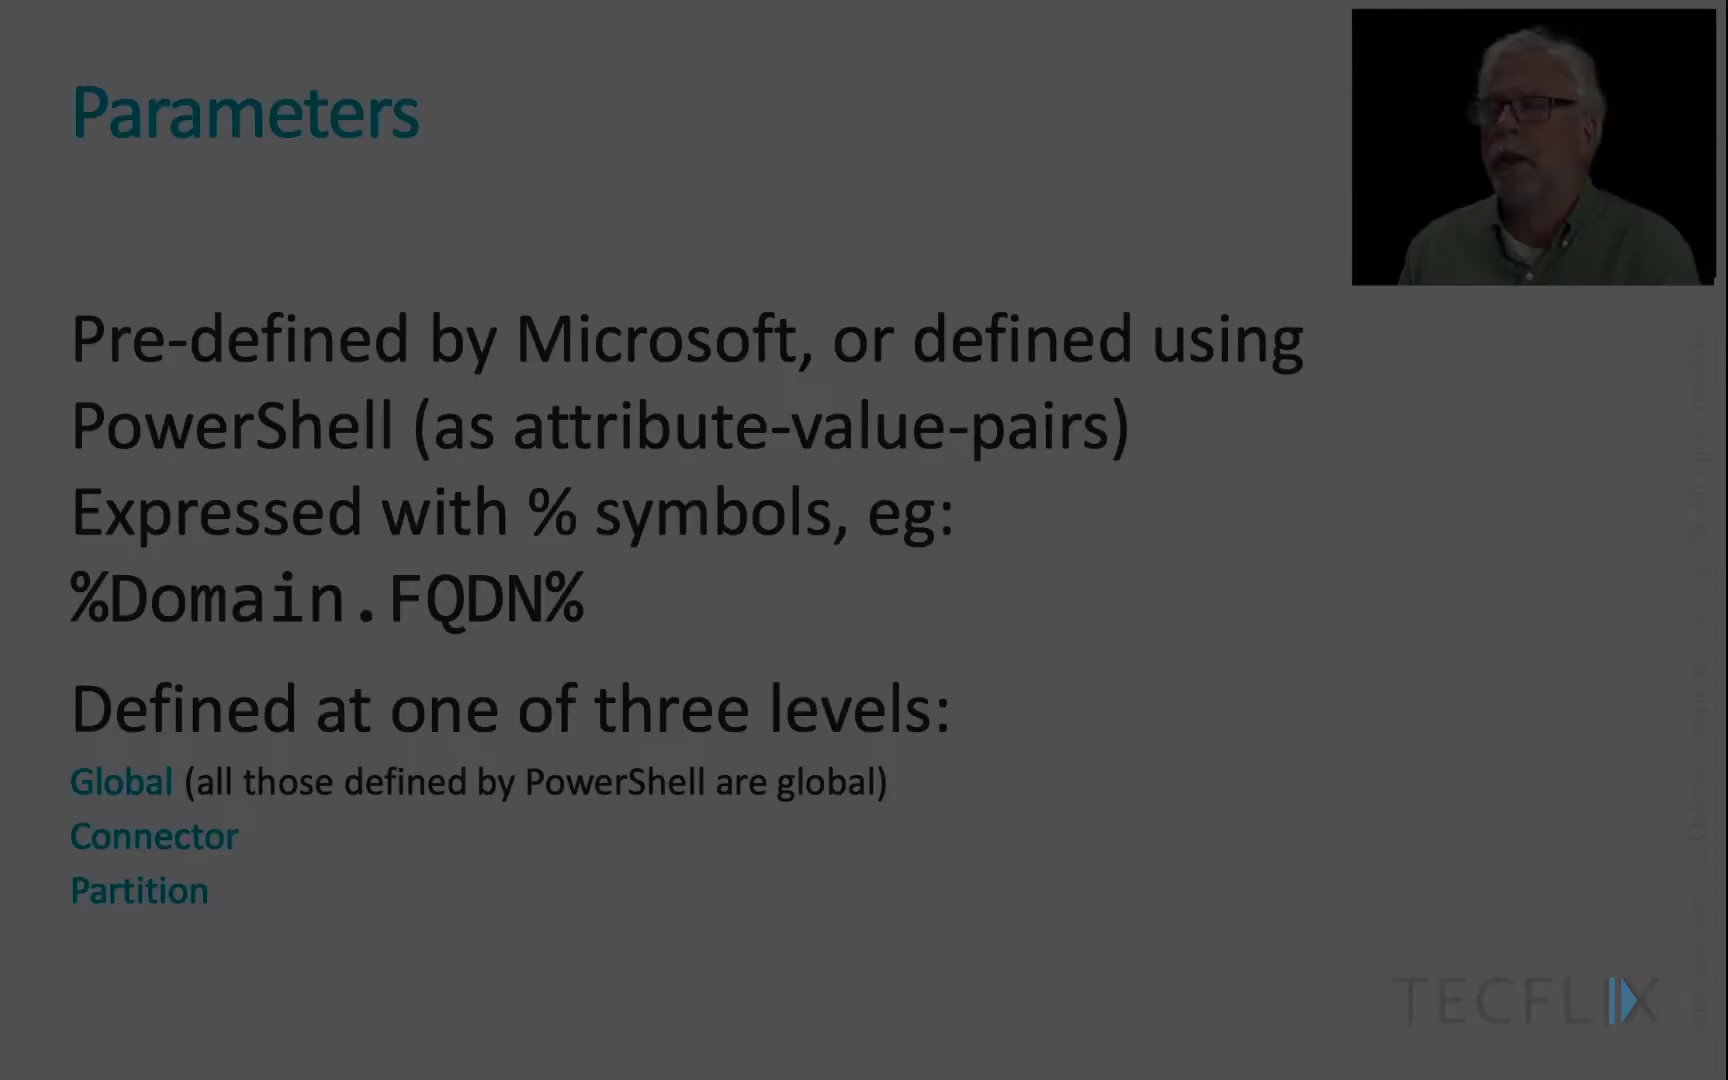 Parameters
Pre-defined by Microsoft, or defined using
PowerShell (as attribute-value-pairs)
Expressed with % symbols, eg:
%Domain.FQDN%
Defined at one of three levels:
Global (all those defined by PowerShell are global)
Connector
Partition
TECFLIX